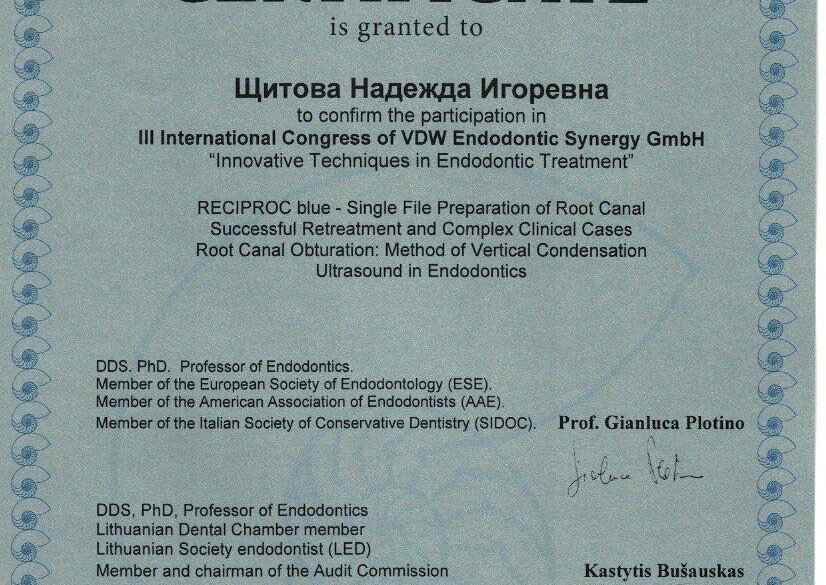 CERTIFICATE
is granted to
Щитова Надежда Игоревна
to confirm the participation in
III International Congress of VDW Endodontic Synergy GmbH
“Innovative Techniques in Endodontic Treatment”
RECIPROC blue - Single File Preparation of Root Canal
Successful Retreatment and Complex Clinical Cases
Root Canal Obturation: Method of Vertical Condensation
Ultrasound in Endodontics
DDS. PhD. Professor of Endodontics.
Member of the European Society of Endodontology (ESE).
Member of the American Association of Endodontists (AAE).
Member of the Italian Society of Conservative Dentistry (SIDOC). Prof. Gianluca Plotino
DDS, PhD, Professor of Endodontics
Lithuanian Dental Chamber member
Lithuanian Society endodontist (LED)
Member and chairman of the Audit Commission Kastytis Bušauskas